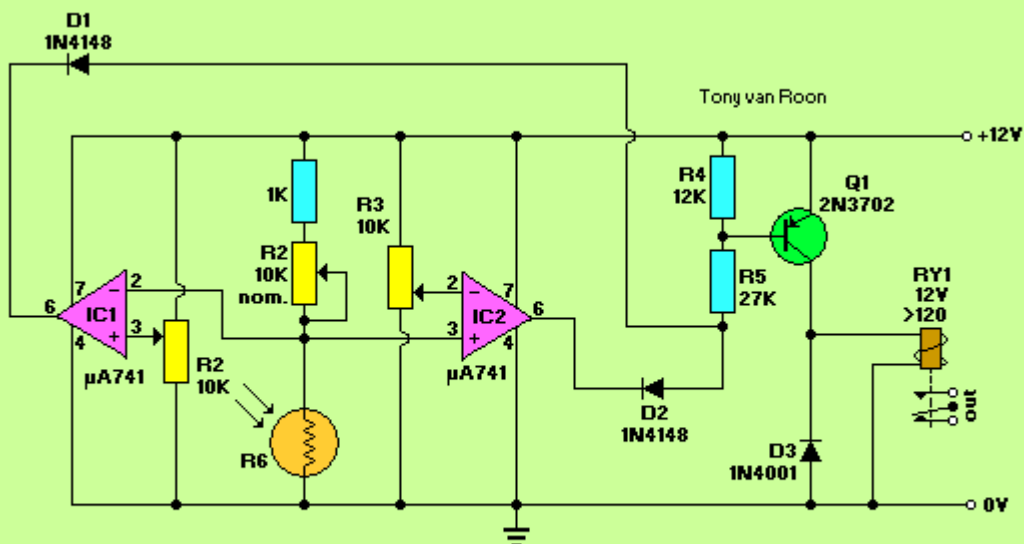 D1
1N4148
Tony van Roon
+12V
1K
R3
10K
R4
12K
Q1
2N3702
R2
10K
nom.
R5
27K
RY1
12V
>120
7
2
6
IC1
−
+
4
3
µA741
R2
10K
2
7
6
IC2
−
+
3
4
µA741
D2
1N4148
out
R6
D3
1N4001
0V